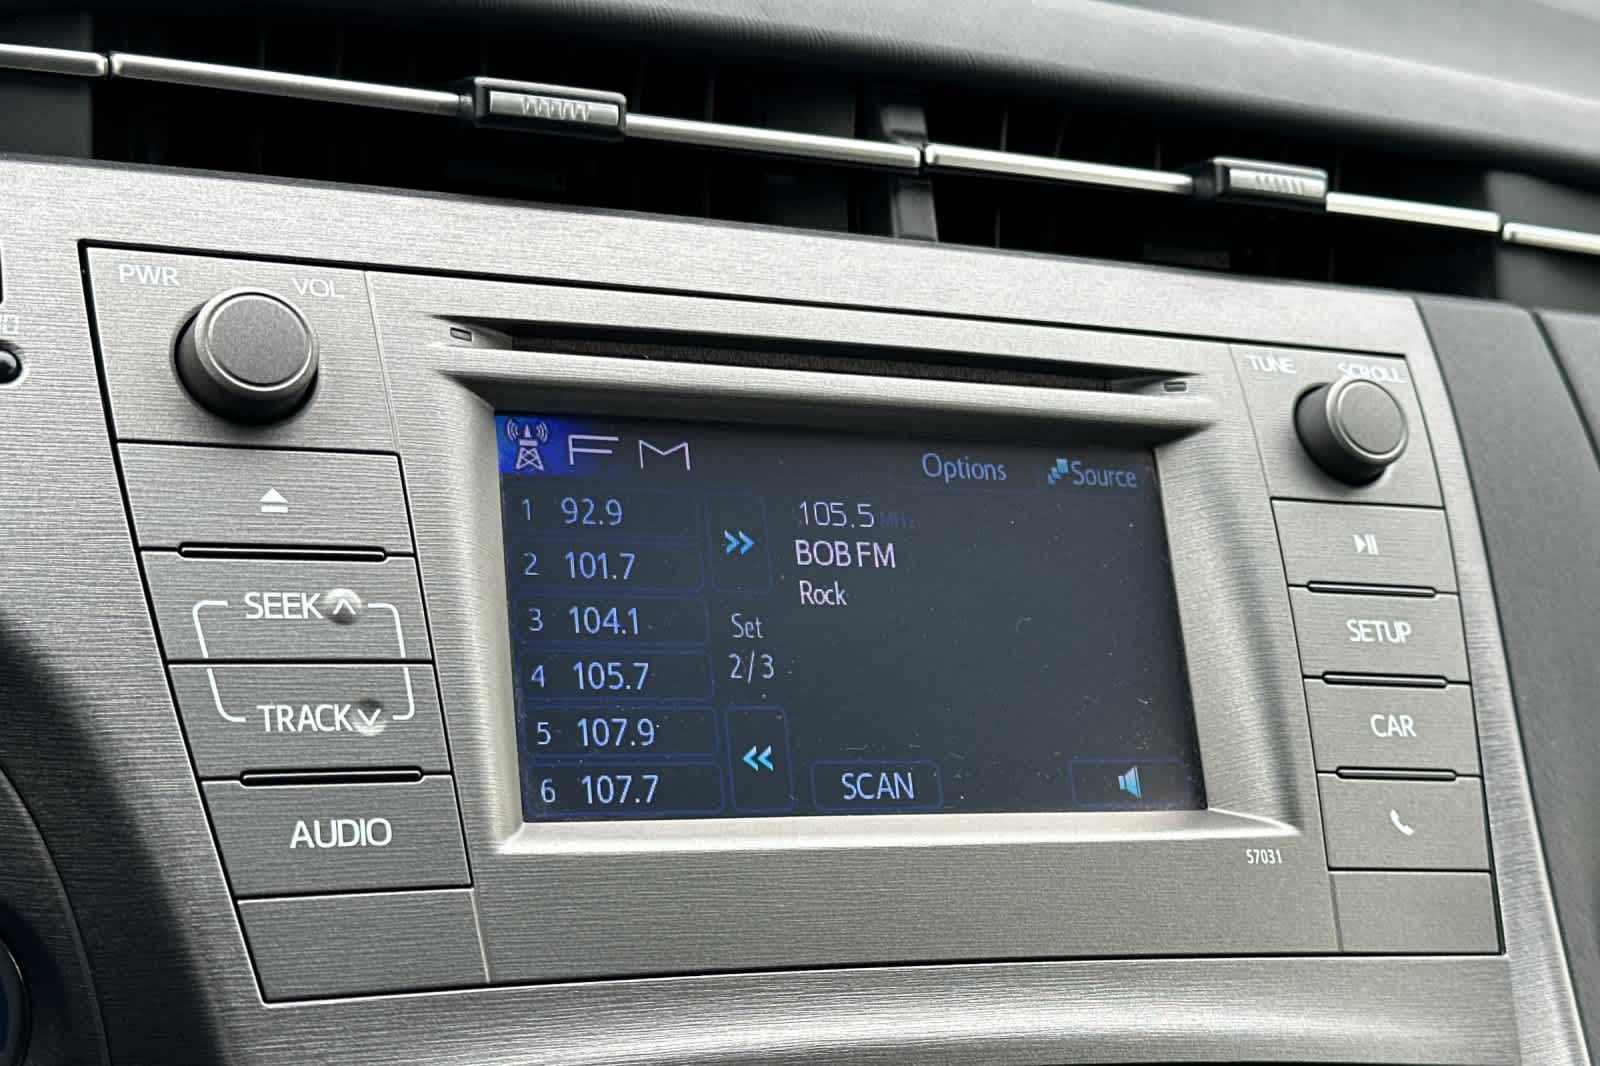 PWR VOL
TUNE SCROLL
FM
Options Source
1 92.9
2 101.7
3 104.1
4 105.7
5 107.9
6 107.7
105.5 MHz
BOB FM
Rock
Set
2/3
SCAN
SEEK
TRACK
AUDIO
SETUP
CAR
57031